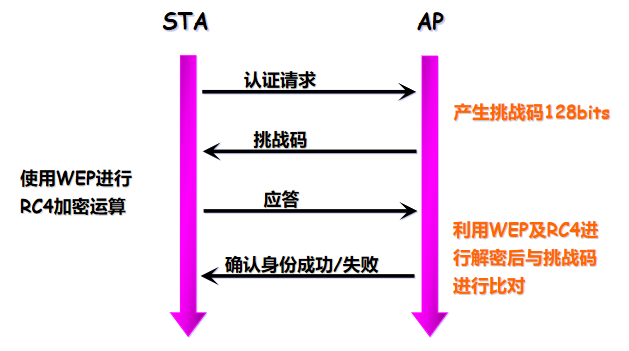 STA
AP
认证请求
产生挑战码128bits
挑战码
使用WEP进行
RC4加密运算
应答
利用WEP及RC4进
行解密后与挑战码
进行比对
确认身份成功/失败